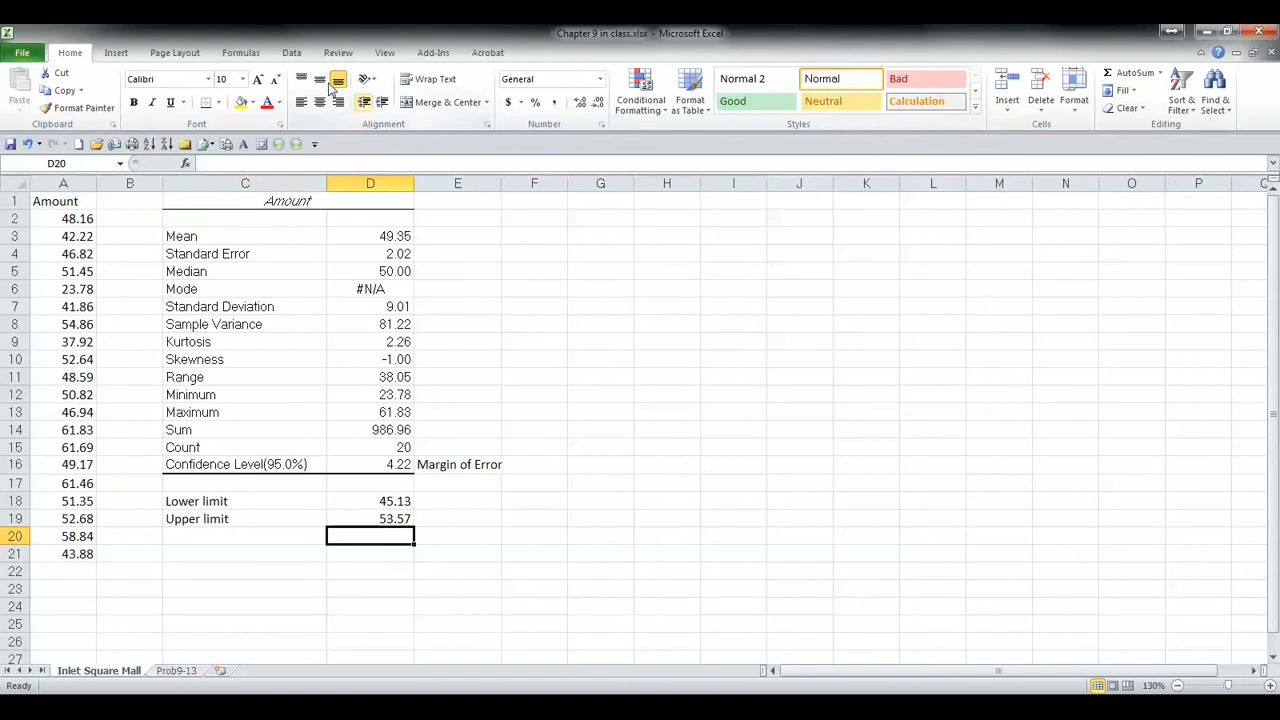 Chapter 9 in class.xlsx - Microsoft Excel
File Home Insert Page Layout Formulas Data Review View Add-Ins Acrobat
Paste Cut Copy Format Painter Clipboard
Calibri 10 A A B I U A Font
Wrap Text Merge & Center Alignment
General $ % , .0 .00 Number
Conditional Formatting Format as Table Normal 2 Normal Bad Good Neutral Calculation Styles
Insert Delete Format Cells
Σ AutoSum Fill Clear Sort & Filter Find & Select Editing
D20 fx
A B C D E F G H I J K L M N O P
1 Amount Amount
2 48.16
3 42.22 Mean 49.35
4 46.82 Standard Error 2.02
5 51.45 Median 50.00
6 23.78 Mode #N/A
7 41.86 Standard Deviation 9.01
8 54.86 Sample Variance 81.22
9 37.92 Kurtosis 2.26
10 52.64 Skewness -1.00
11 48.59 Range 38.05
12 50.82 Minimum 23.78
13 46.94 Maximum 61.83
14 61.83 Sum 986.96
15 61.69 Count 20
16 49.17 Confidence Level(95.0%) 4.22 Margin of Error
17 61.46
18 51.35 Lower limit 45.13
19 52.68 Upper limit 53.57
20 58.84
21 43.88
22
23
24
25
26
27
Inlet Square Mall Prob9-13
Ready 130%